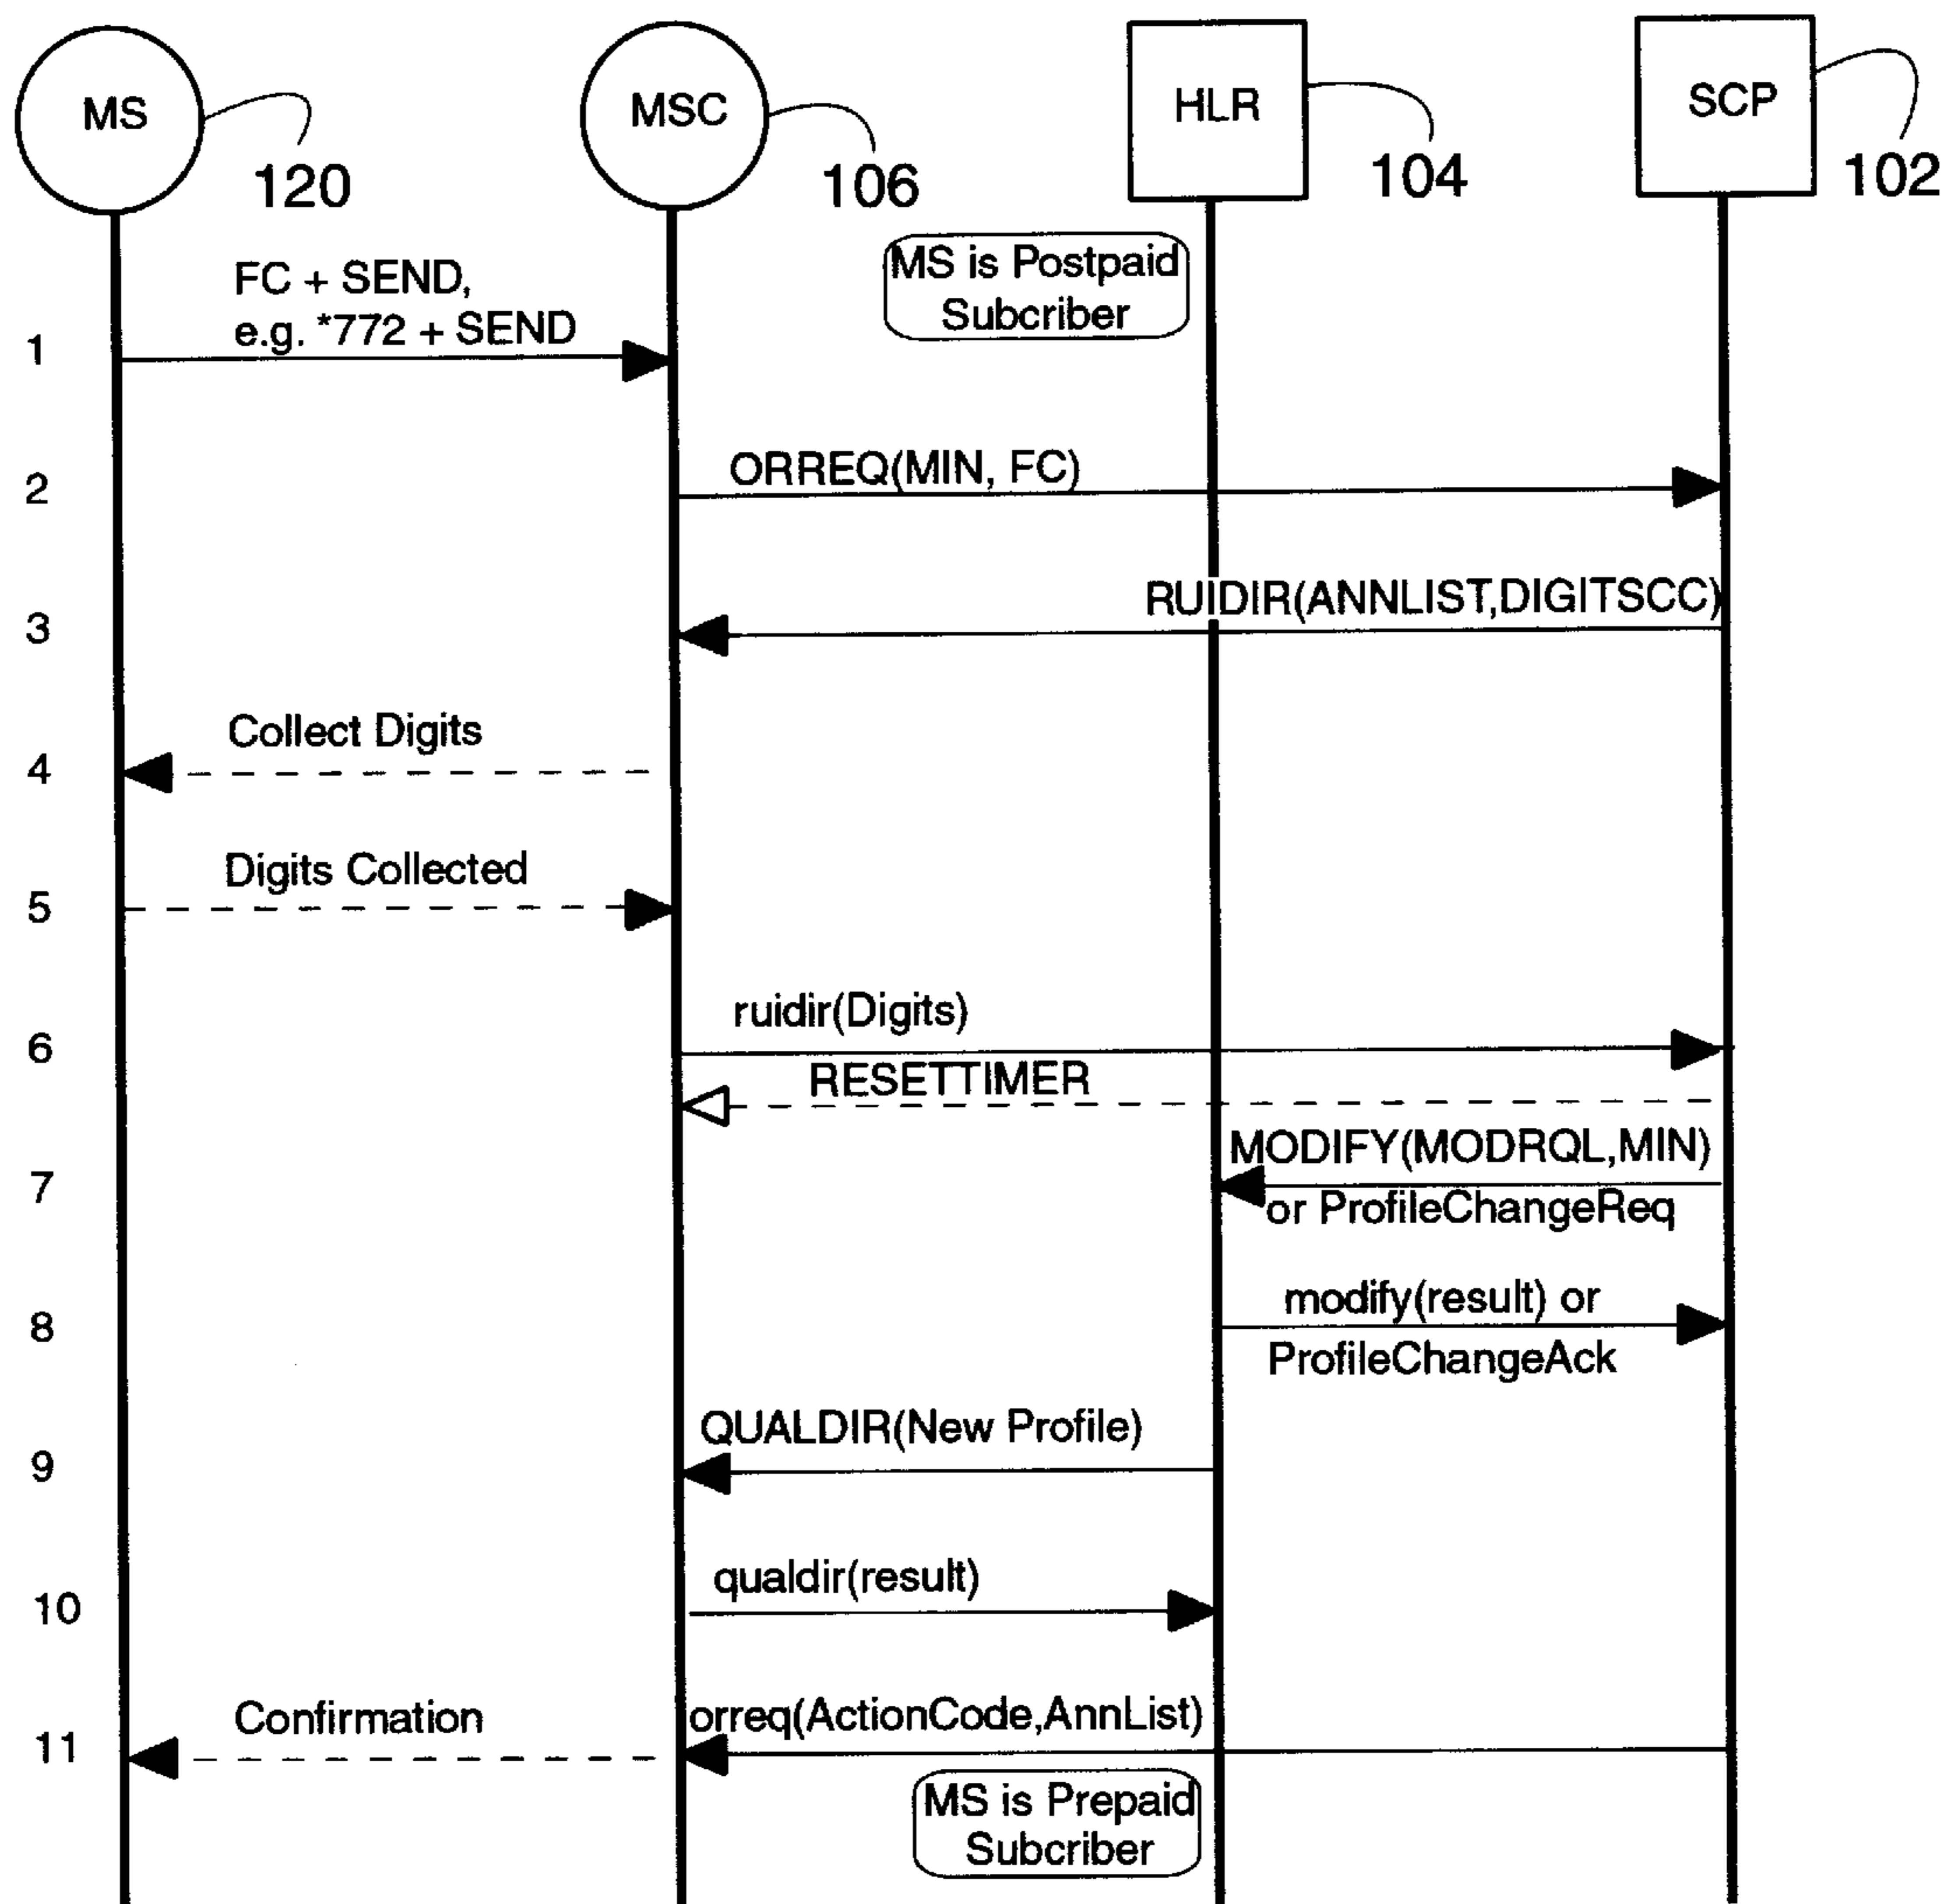 MS
MSC
HLR
SCP
120
106
104
102
MS is Postpaid
Subcriber
FC + SEND,
e.g. *772 + SEND
1
ORREQ(MIN, FC)
2
RUIDIR(ANNLIST,DIGITSCC)
3
Collect Digits
4
Digits Collected
5
ruidir(Digits)
6
RESETTIMER
MODIFY(MODRQL,MIN)
7
or ProfileChangeReq
modify(result) or
8
ProfileChangeAck
QUALDIR(New Profile)
9
qualdir(result)
10
Confirmation
orreq(ActionCode,AnnList)
11
MS is Prepaid
Subcriber